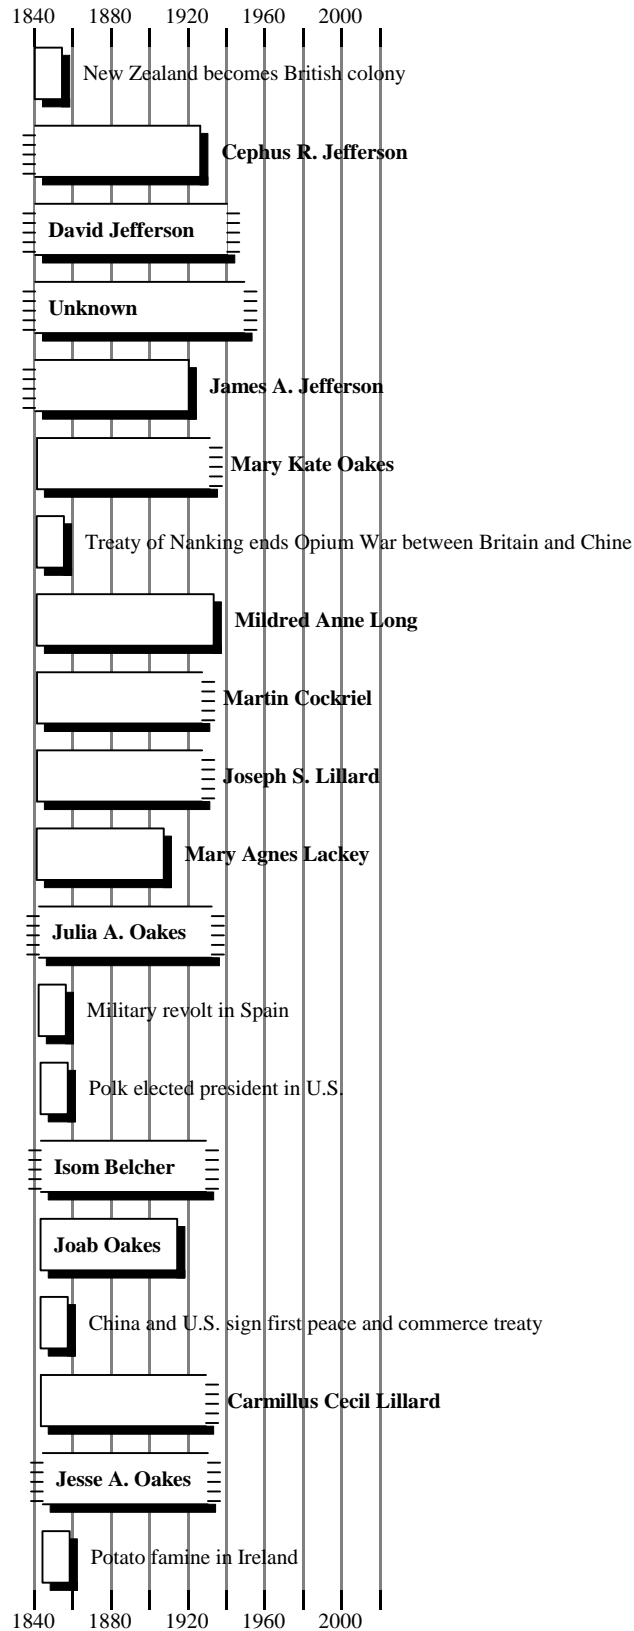 1840 1880 1920 1960 2000
New Zealand becomes British colony
Cephus R. Jefferson
David Jefferson
Unknown
James A. Jefferson
Mary Kate Oakes
Treaty of Nanking ends Opium War between Britain and Chine
Mildred Anne Long
Martin Cockriel
Joseph S. Lillard
Mary Agnes Lackey
Julia A. Oakes
Military revolt in Spain
Polk elected president in U.S.
Isom Belcher
Joab Oakes
China and U.S. sign first peace and commerce treaty
Carmillus Cecil Lillard
Jesse A. Oakes
Potato famine in Ireland
1840 1880 1920 1960 2000